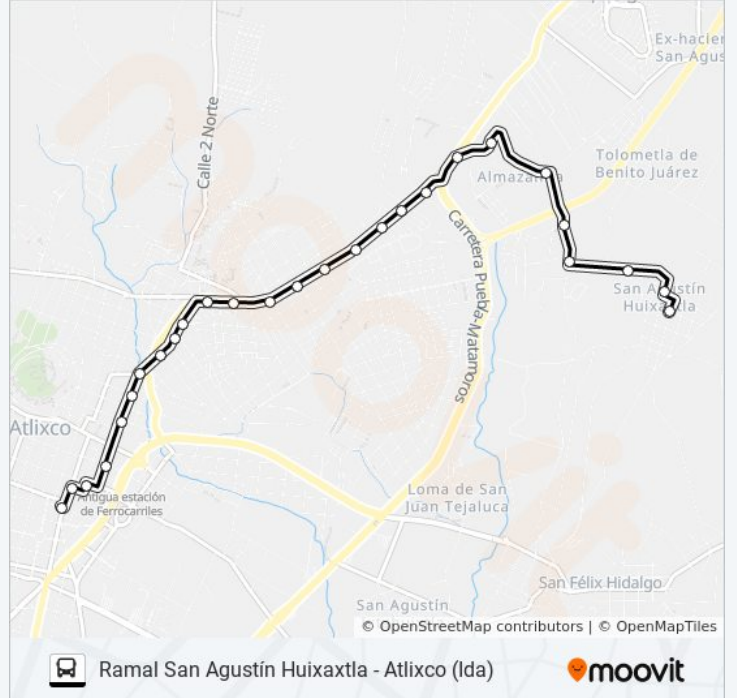 Ex-hacien
San Agus
Calle 2 Norte
Tolometla de
Benito Juárez
Carretera Puebla-Matamoros
San Agustín
Atlixco
Antigua estación
de Ferrocarriles
Loma de San
Juan Tejaluca
San Félix Hidalgo
San Agustín
© OpenStreetMap contributors | © OpenMapTiles
Ramal San Agustín Huixaxtla - Atlixco (Ida)
moovit